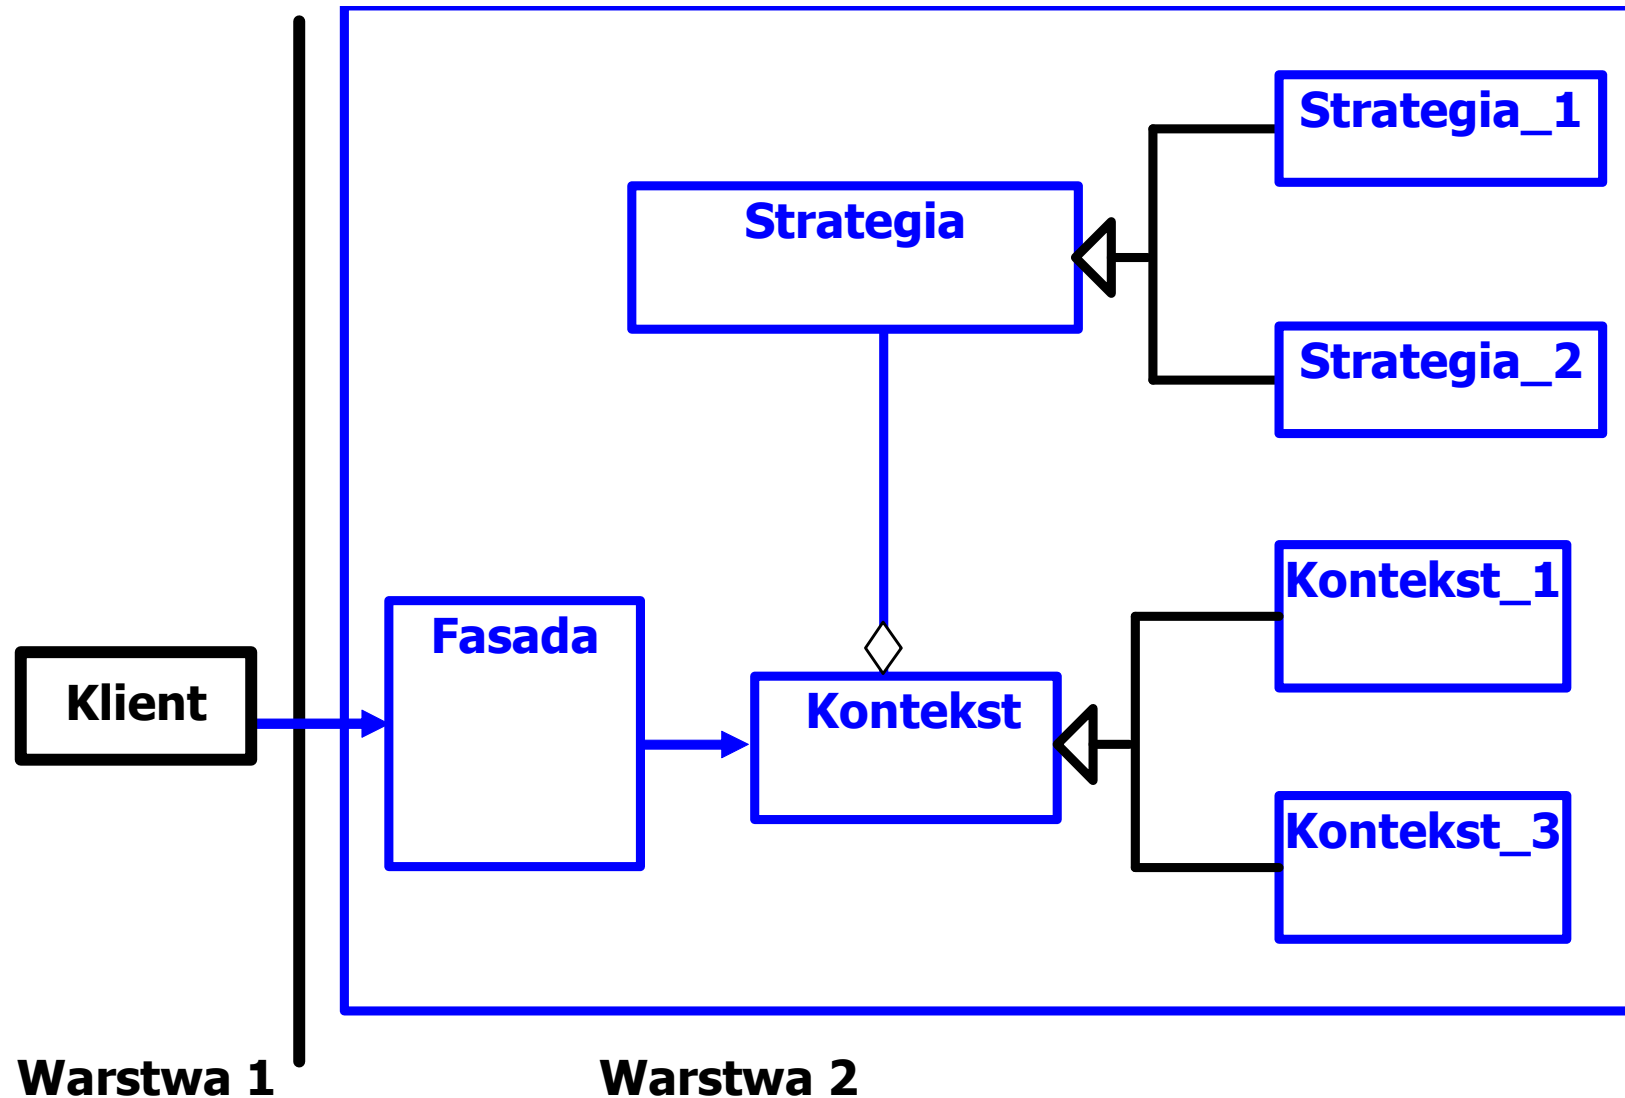 Strategia_1
Strategia
Strategia_2
Kontekst_1
Fasada
Klient
Kontekst
Kontekst_3
Warstwa 1
Warstwa 2